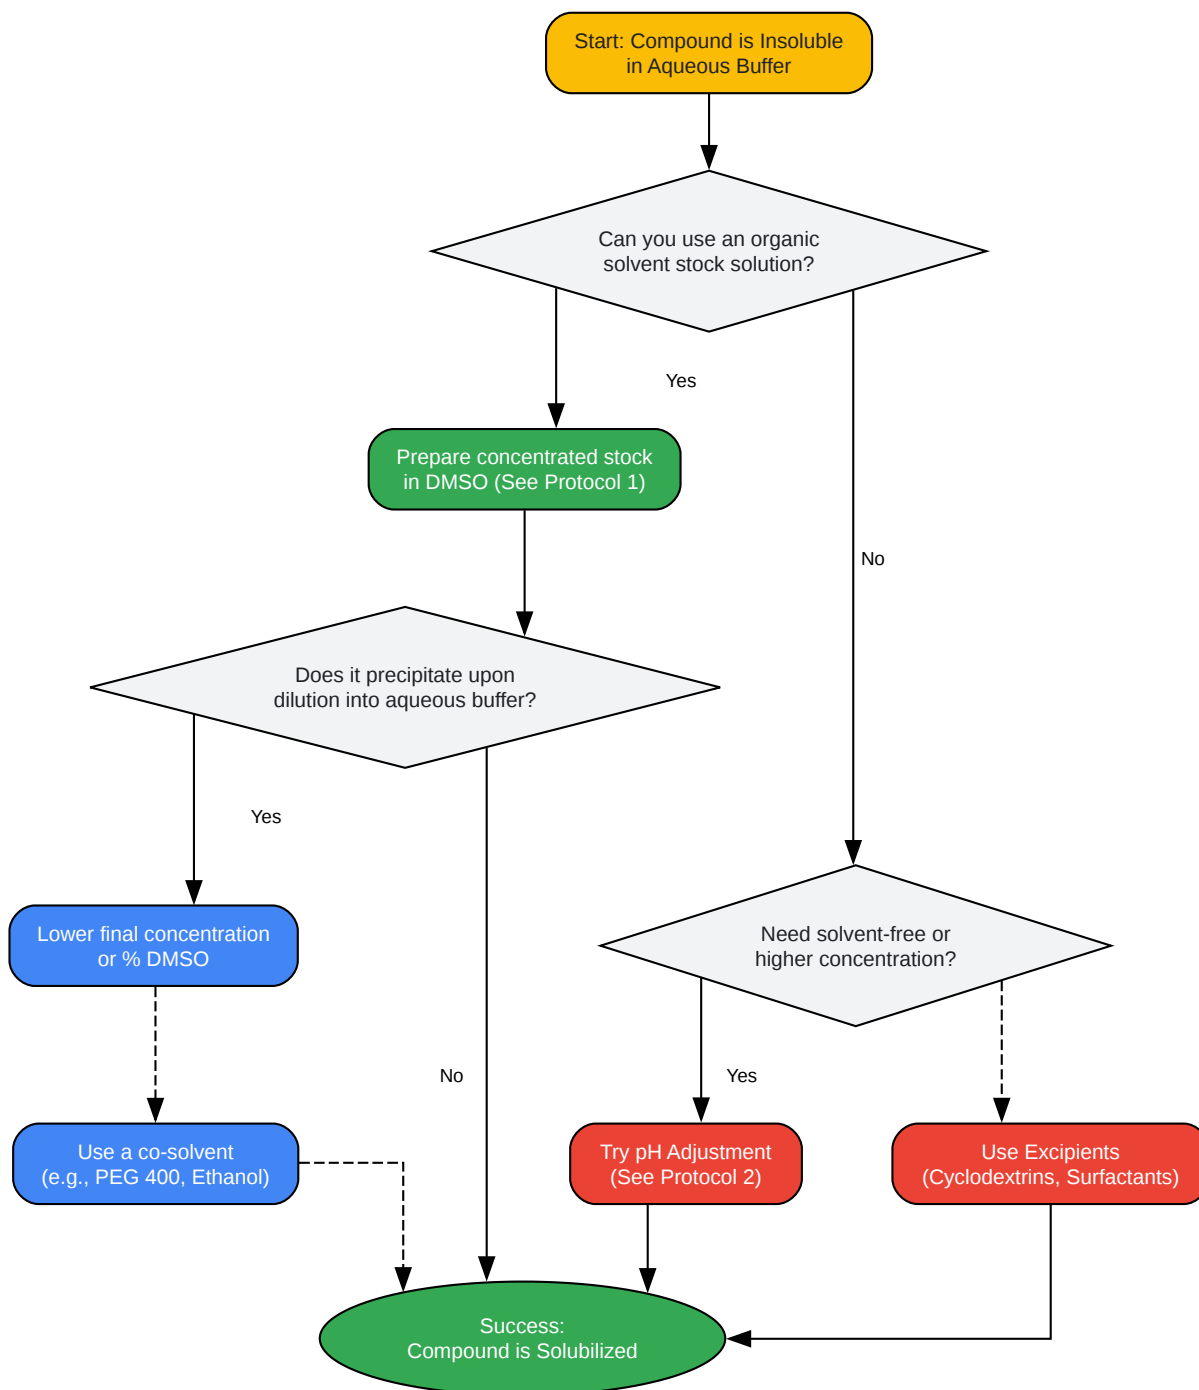 Start: Compound is Insoluble
in Aqueous Buffer
Can you use an organic
solvent stock solution?
Yes
Prepare concentrated stock
in DMSO (See Protocol 1)
No
Does it precipitate upon
dilution into aqueous buffer?
Yes
Lower final concentration
or % DMSO
Need solvent-free or
higher concentration?
No
Yes
Use a co-solvent
(e.g., PEG 400, Ethanol)
Try pH Adjustment
(See Protocol 2)
Use Excipients
(Cyclodextrins, Surfactants)
Success:
Compound is Solubilized